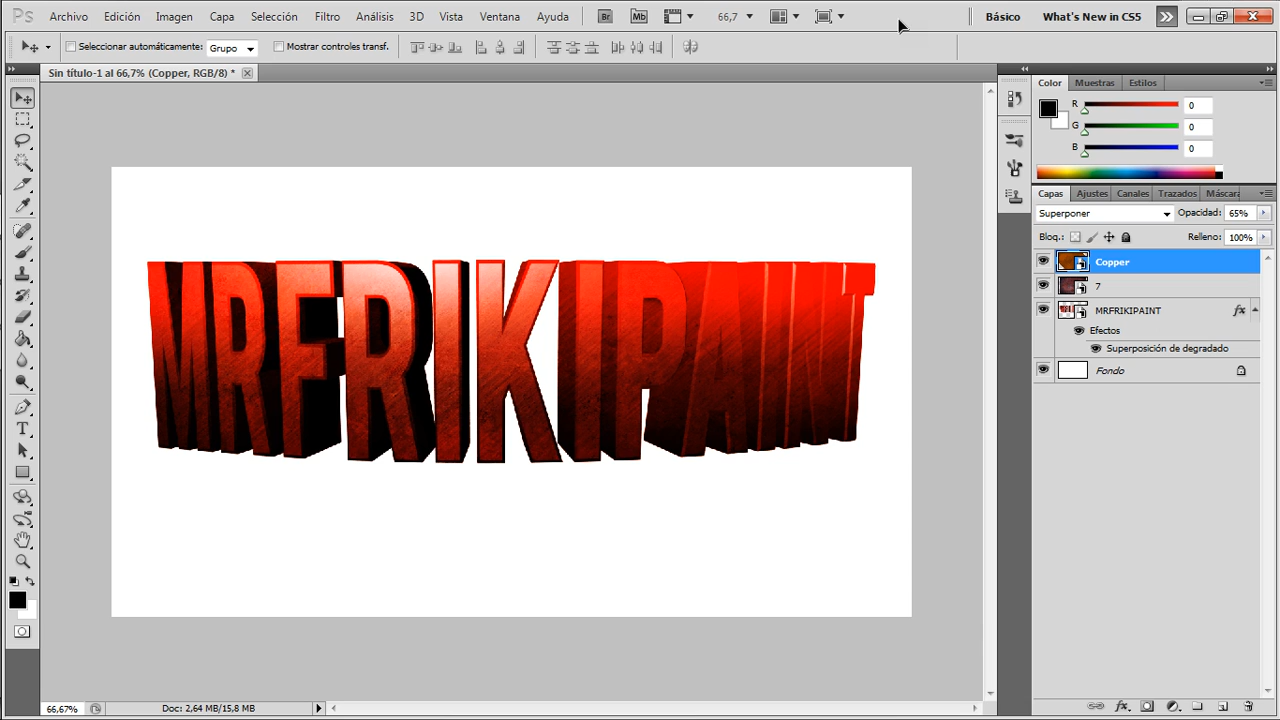 Ps Archivo Edición Imagen Capa Selección Filtro Análisis 3D Vista Ventana Ayuda Br Mb 66,7 Básico What's New in CS5
Seleccionar automáticamente: Grupo Mostrar controles transf.
Sin título-1 al 66,7% (Copper, RGB/8) *
Color Muestras Estilos
R 0
G 0
B 0
Capas Ajustes Canales Trazados Máscara
Superponer Opacidad: 65%
Bloq.: Relleno: 100%
Copper
7
MRFRIKIPAINT fx
Efectos
Superposición de degradado
Fondo
MRFRIKIPAINT
T
66,67% Doc: 2,64 MB/15,8 MB
fx